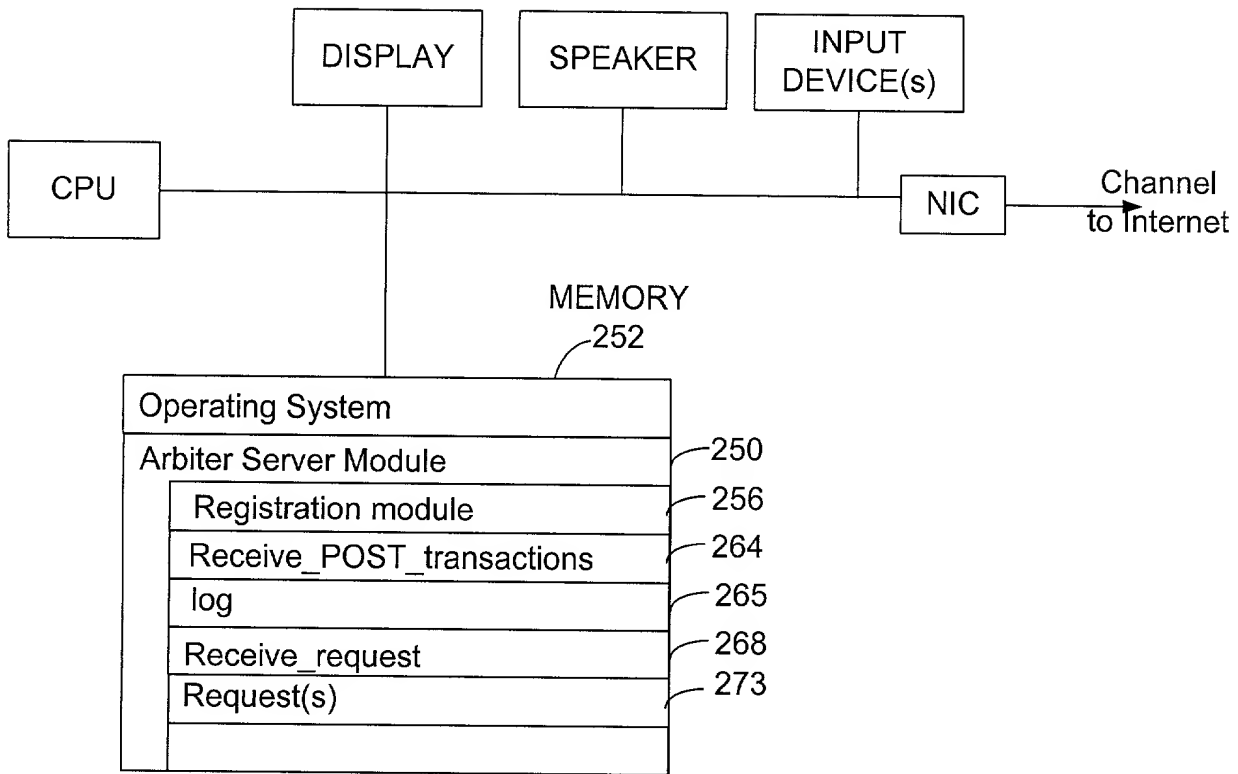 DISPLAY
SPEAKER
INPUT
DEVICE(s)
CPU
NIC
Channel
to Internet
MEMORY
252
Operating System
Arbiter Server Module
250
Registration module
256
Receive_POST_transactions
264
log
265
Receive_request
268
Request(s)
273